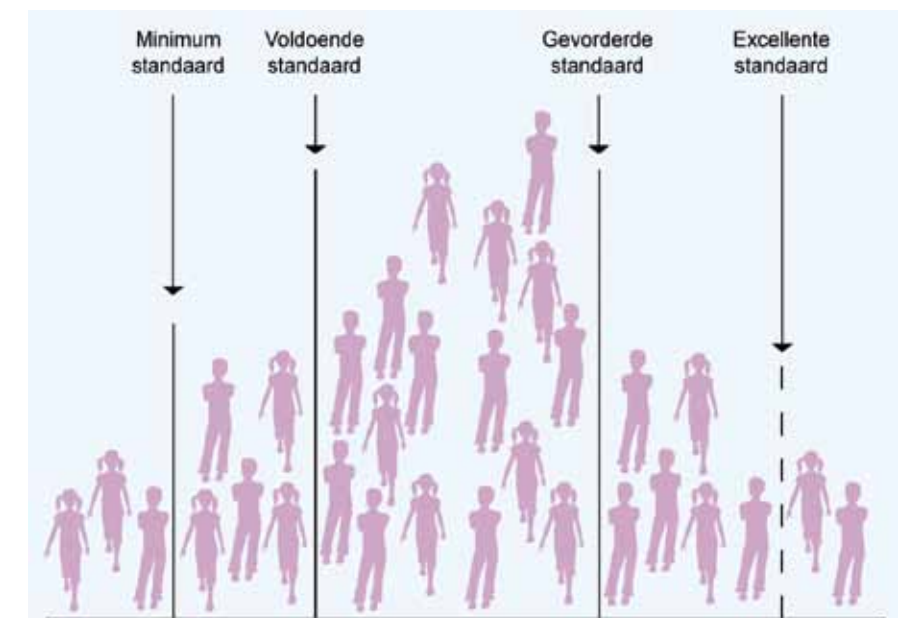 Minimum
standaard
Voldoende
standaard
Gevorderde
standaard
Excellente
standaard